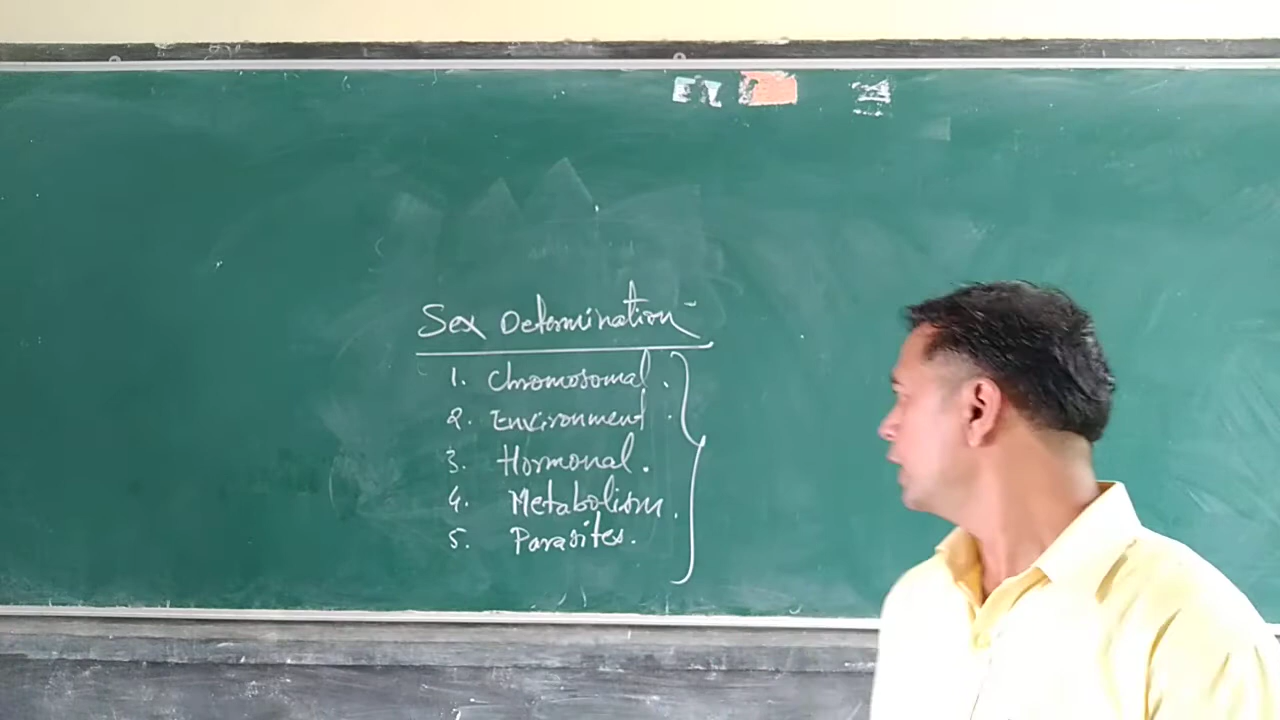 Sex Determination -
1. Chromosomal.
2. Environment.
3. Hormonal.
4. Metabolism.
5. Parasites.